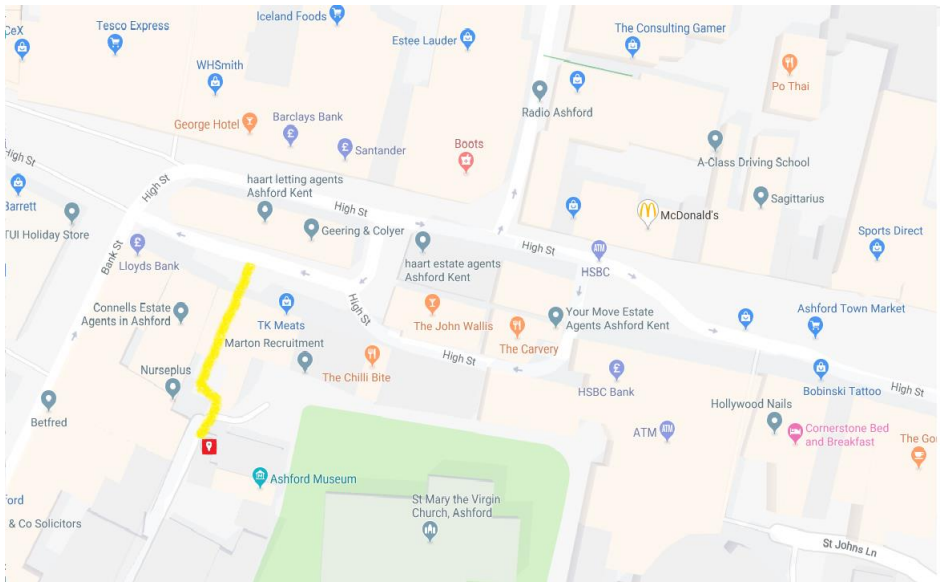 Iceland Foods
CeX
Tesco Express
Estee Lauder
The Consulting Gamer
WHSmith
Po Thai
Radio Ashford
George Hotel
Barclays Bank
Santander
Boots
A-Class Driving School
High St
haart letting agents
Ashford Kent
High St
Barrett
High St
McDonald's
Sagittarius
TUI Holiday Store
Geering & Colyer
Sports Direct
Bank St
Lloyds Bank
haart estate agents
Ashford Kent
High St
ATM
HSBC
Connells Estate
Agents in Ashford
TK Meats
High St
The John Wallis
Your Move Estate
Agents Ashford Kent
Ashford Town Market
Marton Recruitment
The Carvery
High St
Nurseplus
The Chilli Bite
HSBC Bank
Bobinski Tattoo
High St
Betfred
Hollywood Nails
ATM
ATM
Cornerstone Bed
and Breakfast
The Go
Ashford Museum
St Mary the Virgin
Church, Ashford
ford
& Co Solicitors
St Johns Ln